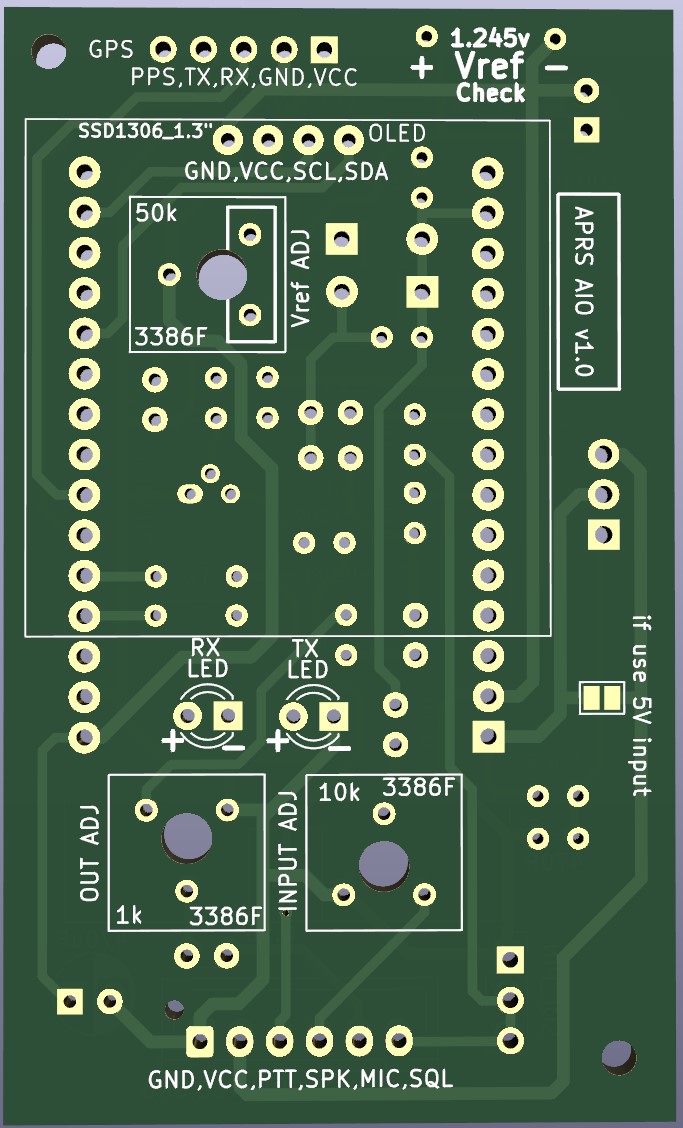 GPS
PPS,TX,RX,GND,VCC
1.245v
+ Vref -
Check
SSD1306_1.3" OLED
GND,VCC,SCL,SDA
50k
Vref ADJ
3386F
APRS AIO v1.0
RX
LED
TX
LED
+ -
+ -
if use 5V input
OUT ADJ
1k
3386F
INPUT ADJ
10k
3386F
GND,VCC,PTT,SPK,MIC,SQL